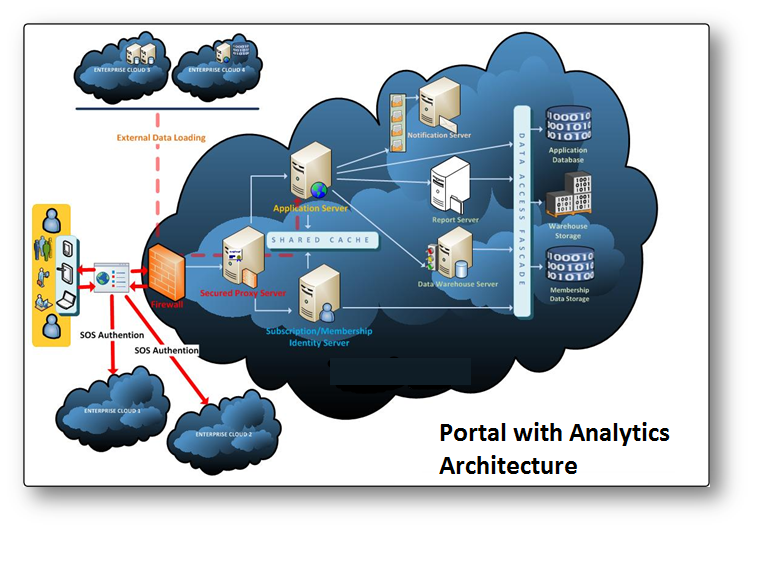 ENTERPRISE CLOUD 3
ENTERPRISE CLOUD 4
External Data Loading
Notification Server
Application
Database
Application Server
Report Server
Warehouse
Storage
SHARED CACHE
DATA ACCESS FASCADE
Secured Proxy Server
Data Warehouse Server
Membership
Data Storage
Firewall
Subscription/Membership
Identity Server
SOS Authention
SOS Authention
ENTERPRISE CLOUD 1
ENTERPRISE CLOUD 2
Portal with Analytics
Architecture